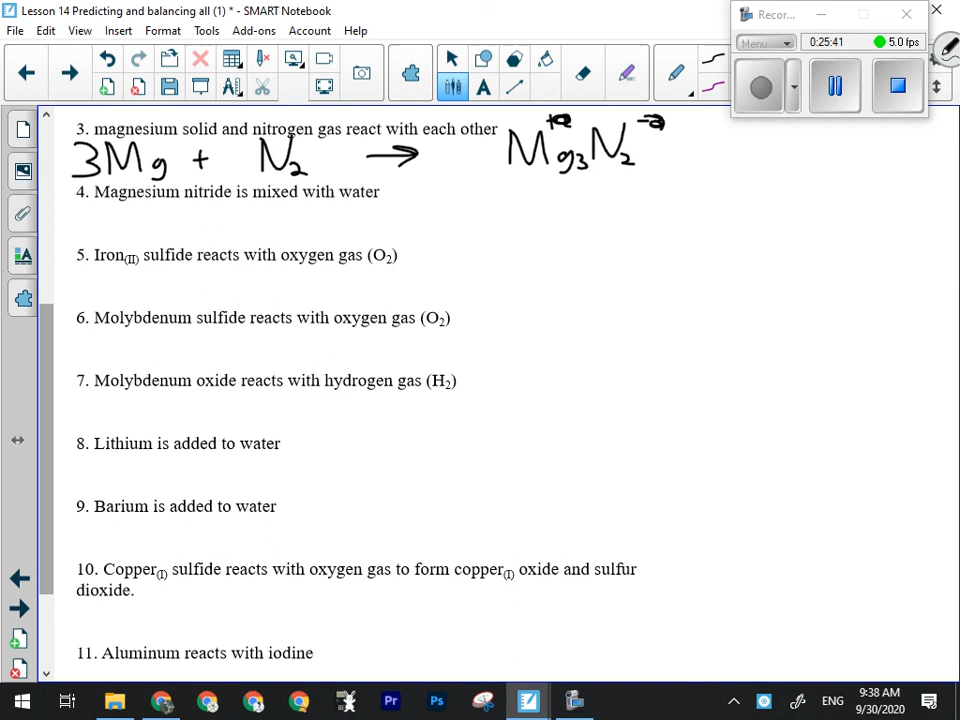 Lesson 14 Predicting and balancing all (1) * - SMART Notebook
Recor...
File Edit View Insert Format Tools Add-ons Account Help
Menu 0:25:41 5.0 fps
3. magnesium solid and nitrogen gas react with each other
3Mg + N₂ → Mg₃N₂
4. Magnesium nitride is mixed with water
5. Iron(II) sulfide reacts with oxygen gas (O₂)
6. Molybdenum sulfide reacts with oxygen gas (O₂)
7. Molybdenum oxide reacts with hydrogen gas (H₂)
8. Lithium is added to water
9. Barium is added to water
10. Copper(I) sulfide reacts with oxygen gas to form copper(I) oxide and sulfur
dioxide.
11. Aluminum reacts with iodine
Pr Ps ENG 9:38 AM
9/30/2020